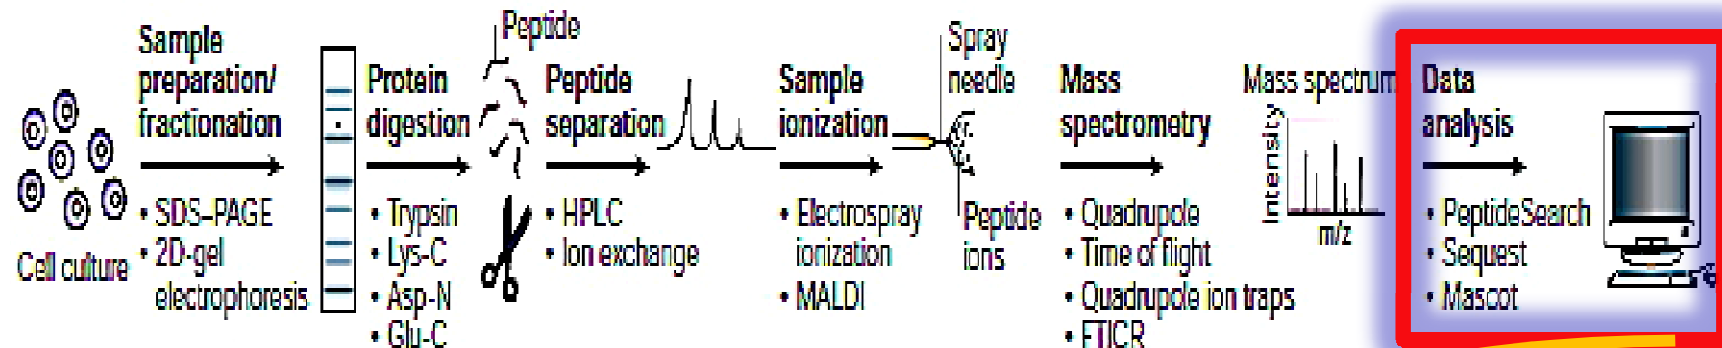 Cell culture
Sample
preparation/
fractionation
• SDS–PAGE
• 2D-gel
electrophoresis
Protein
digestion
• Trypsin
• Lys-C
• Asp-N
• Glu-C
Peptide
Peptide
separation
• HPLC
• Ion exchange
Sample
ionization
• Electrospray
ionization
• MALDI
Spray
needle
Peptide
ions
Mass
spectrometry
• Quadrupole
• Time of flight
• Quadrupole ion traps
• FTICR
Mass spectrum
Intensity
m/z
Data
analysis
• PeptideSearch
• Sequest
• Mascot